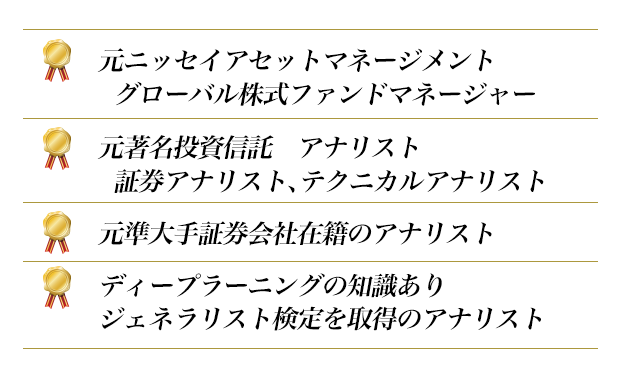 元ニッセイアセットマネージメント
グローバル株式ファンドマネージャー
元著名投資信託　アナリスト
証券アナリスト、テクニカルアナリスト
元準大手証券会社在籍のアナリスト
ディープラーニングの知識あり
ジェネラリスト検定を取得のアナリスト